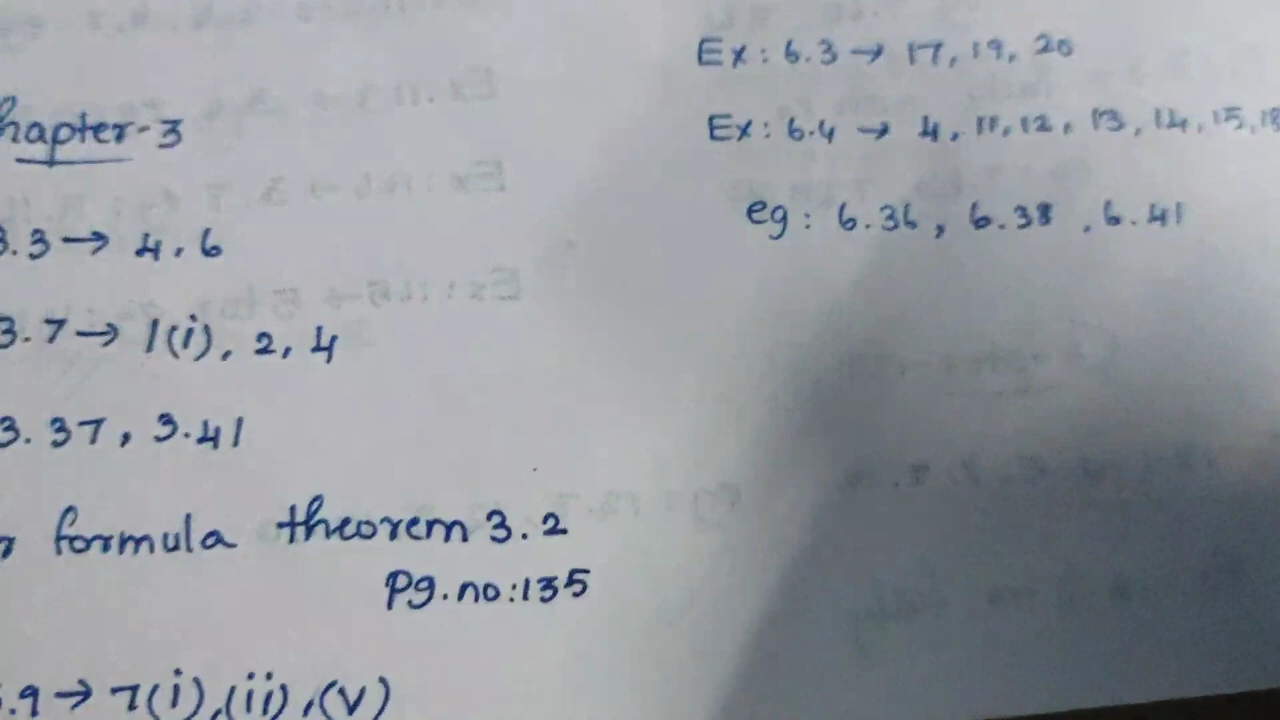 hapter-3
3.3 → 4, 6
3.7 → 1(i), 2, 4
3.37, 3.41
formula theorem 3.2
Pg.no:135
.9 → 7(i),(ii),(v)
Ex: 6.3 → 17, 19, 20
Ex: 6.4 → 4, 11, 12, 13, 14, 15, 18
eg: 6.36, 6.38, 6.41